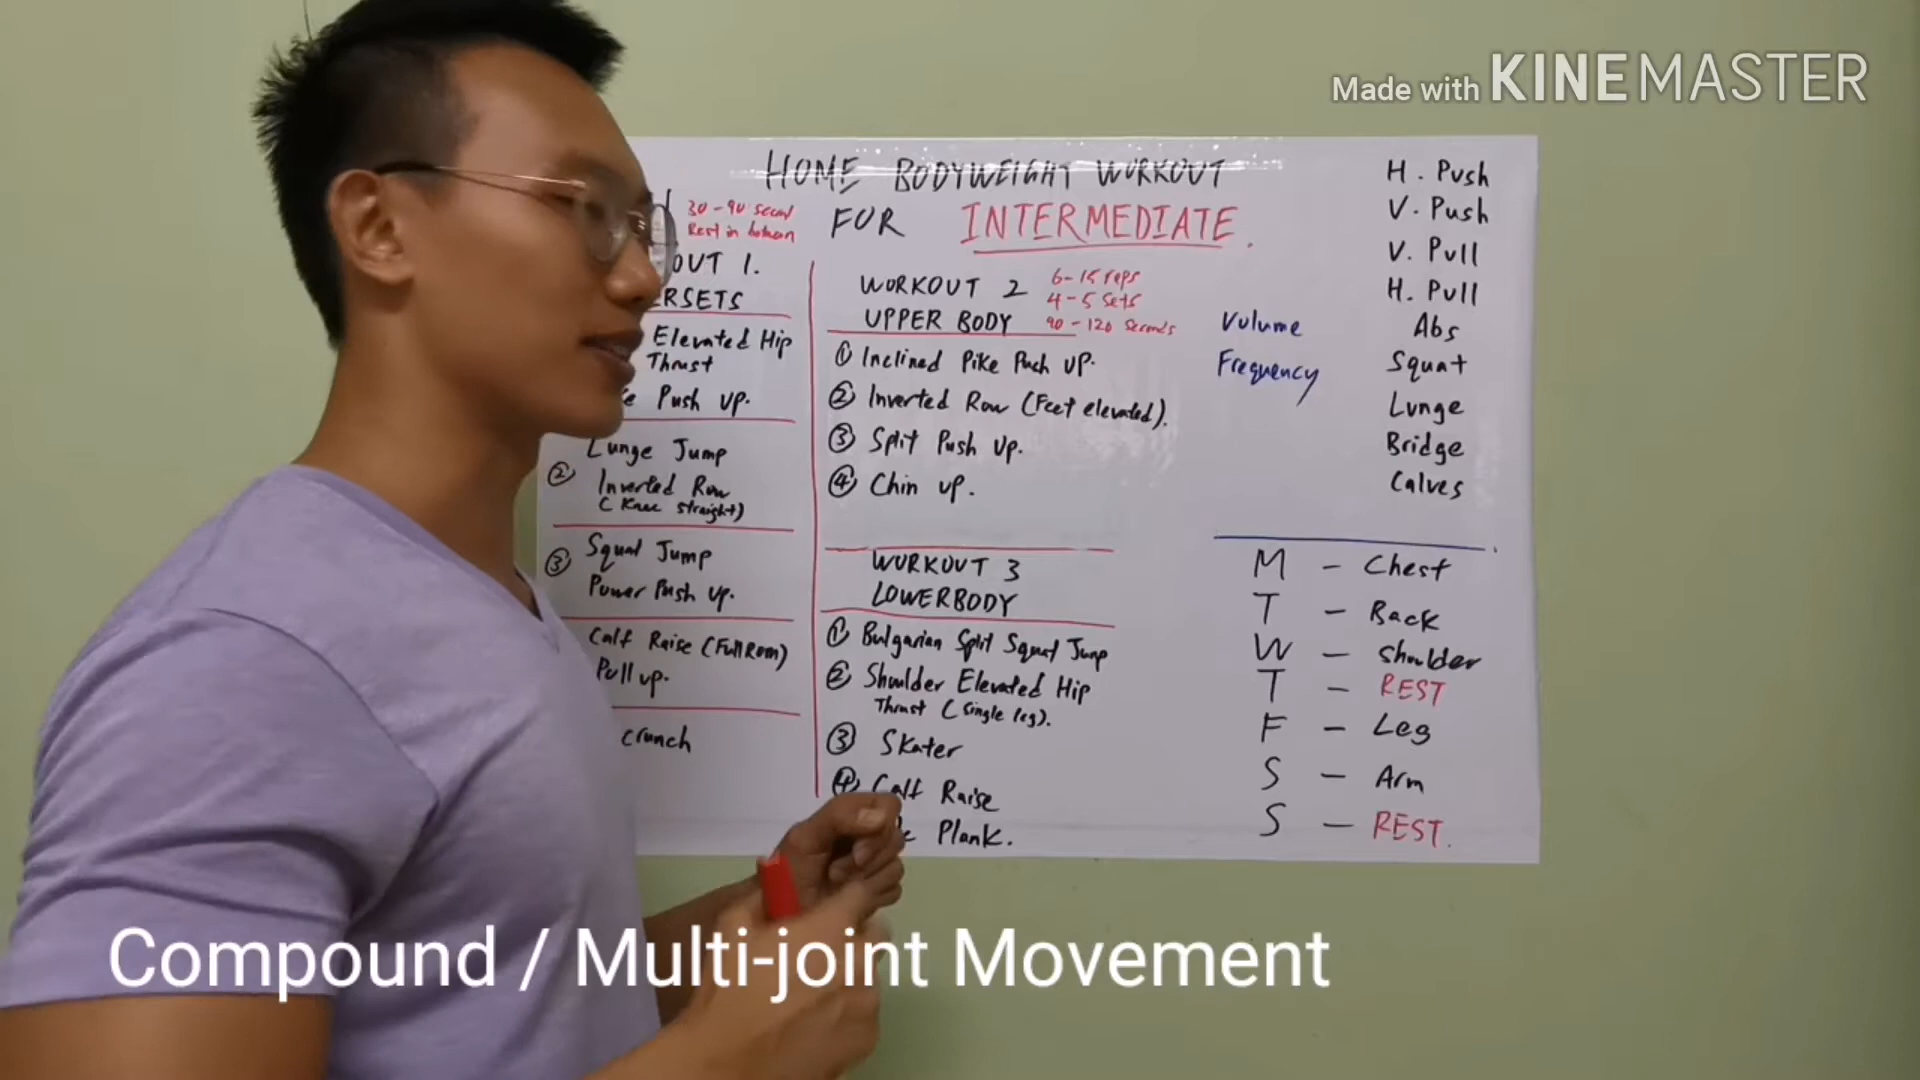 Made with KINEMASTER
HOME BODYWEIGHT WORKOUT
FOR INTERMEDIATE.
30-90 second
Rest in between
OUT 1.
ERSETS
Elevated Hip
Thrust
Push up.
Lunge Jump
② Inverted Row
(Knee straight)
③ Squat Jump
Power Push up.
Calf Raise (Full Rom)
Pull up.
crunch
WORKOUT 2
UPPER BODY
6-15 reps
4-5 sets
90-120 seconds
① Inclined Pike Push up.
② Inverted Row (Feet elevated).
③ Split Push up.
④ Chin up.
WORKOUT 3
LOWERBODY
① Bulgarian Split Squat Jump
② Shoulder Elevated Hip
Thrust (single leg).
③ Skater
④ Calf Raise
Plank.
Volume
Frequency
H. Push
V. Push
V. Pull
H. Pull
Abs
Squat
Lunge
Bridge
Calves
M - Chest
T - Back
W - Shoulder
T - REST
F - Leg
S - Arm
S - REST.
Compound / Multi-joint Movement